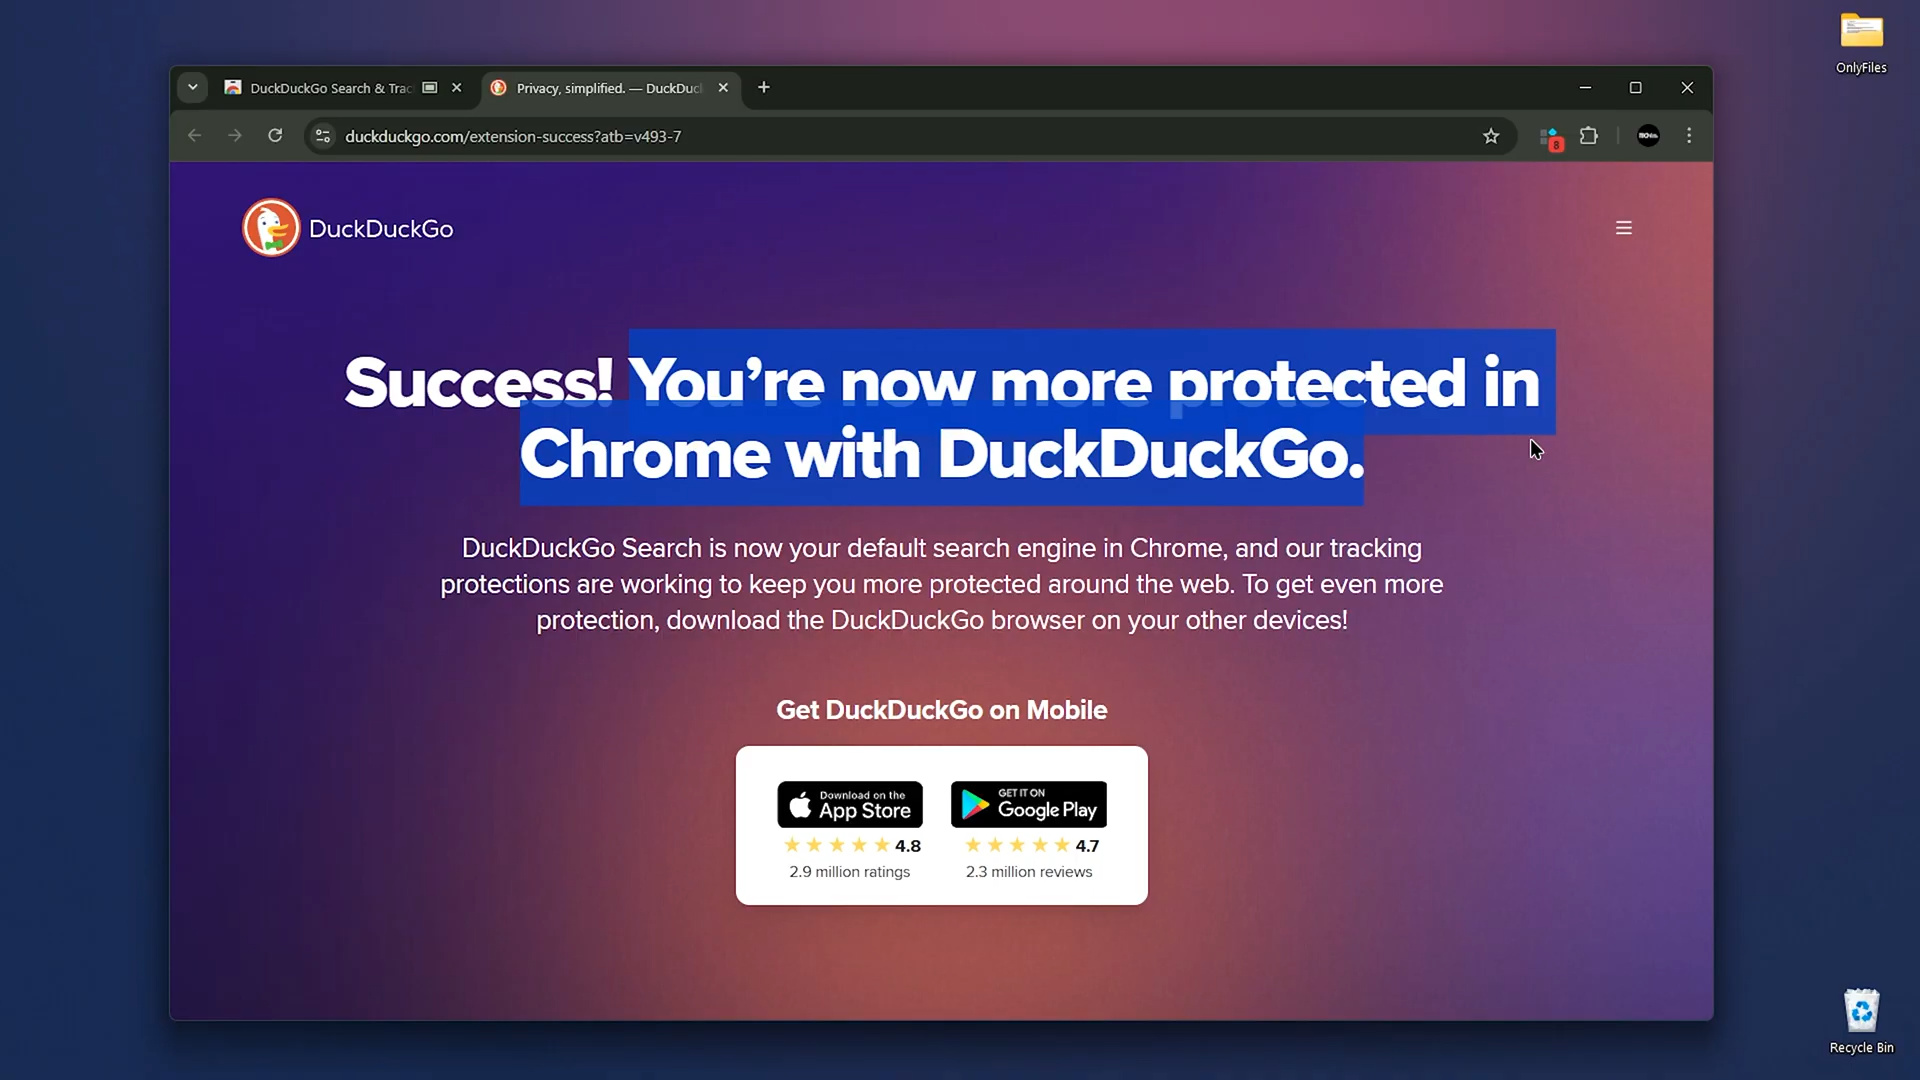 OnlyFiles
DuckDuckGo Search & Trac
Privacy, simplified. — DuckDuc
duckduckgo.com/extension-success?atb=v493-7
8
DuckDuckGo
Success! You’re now more protected in
Chrome with DuckDuckGo.
DuckDuckGo Search is now your default search engine in Chrome, and our tracking
protections are working to keep you more protected around the web. To get even more
protection, download the DuckDuckGo browser on your other devices!
Get DuckDuckGo on Mobile
Download on the
App Store
GET IT ON
Google Play
4.8
4.7
2.9 million ratings
2.3 million reviews
Recycle Bin